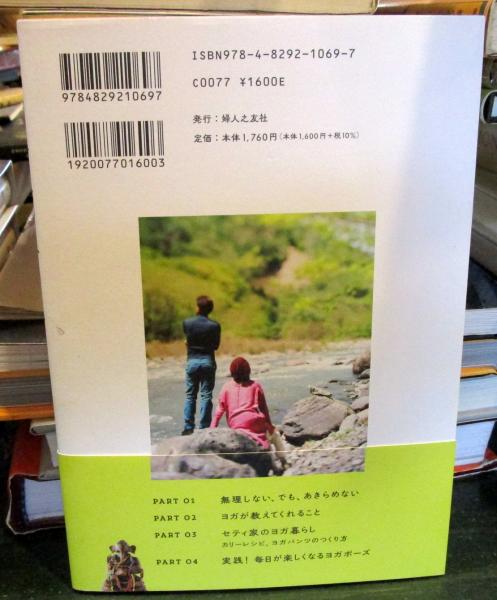 ISBN978-4-8292-1069-7
C0077 ¥1600E
9784829210697
発行：婦人之友社
定価：本体1,760円（本体1,600円+税10%）
1920077016003
PART 01 無理しない、でも、あきらめない
PART 02 ヨガが教えてくれること
PART 03 セティ家のヨガ暮らし
カリーレシピ、ヨガパンツのつくり方
PART 04 実践！ 毎日が楽しくなるヨガポーズ